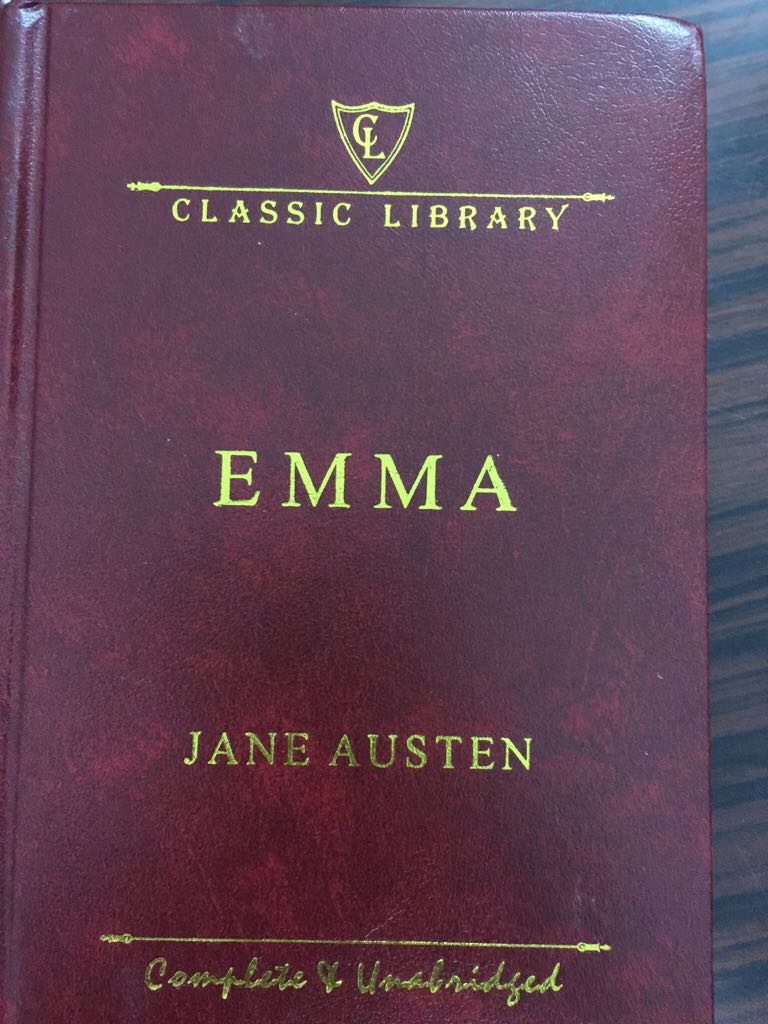 CL
CLASSIC LIBRARY
EMMA
JANE AUSTEN
Complete & Unabridged